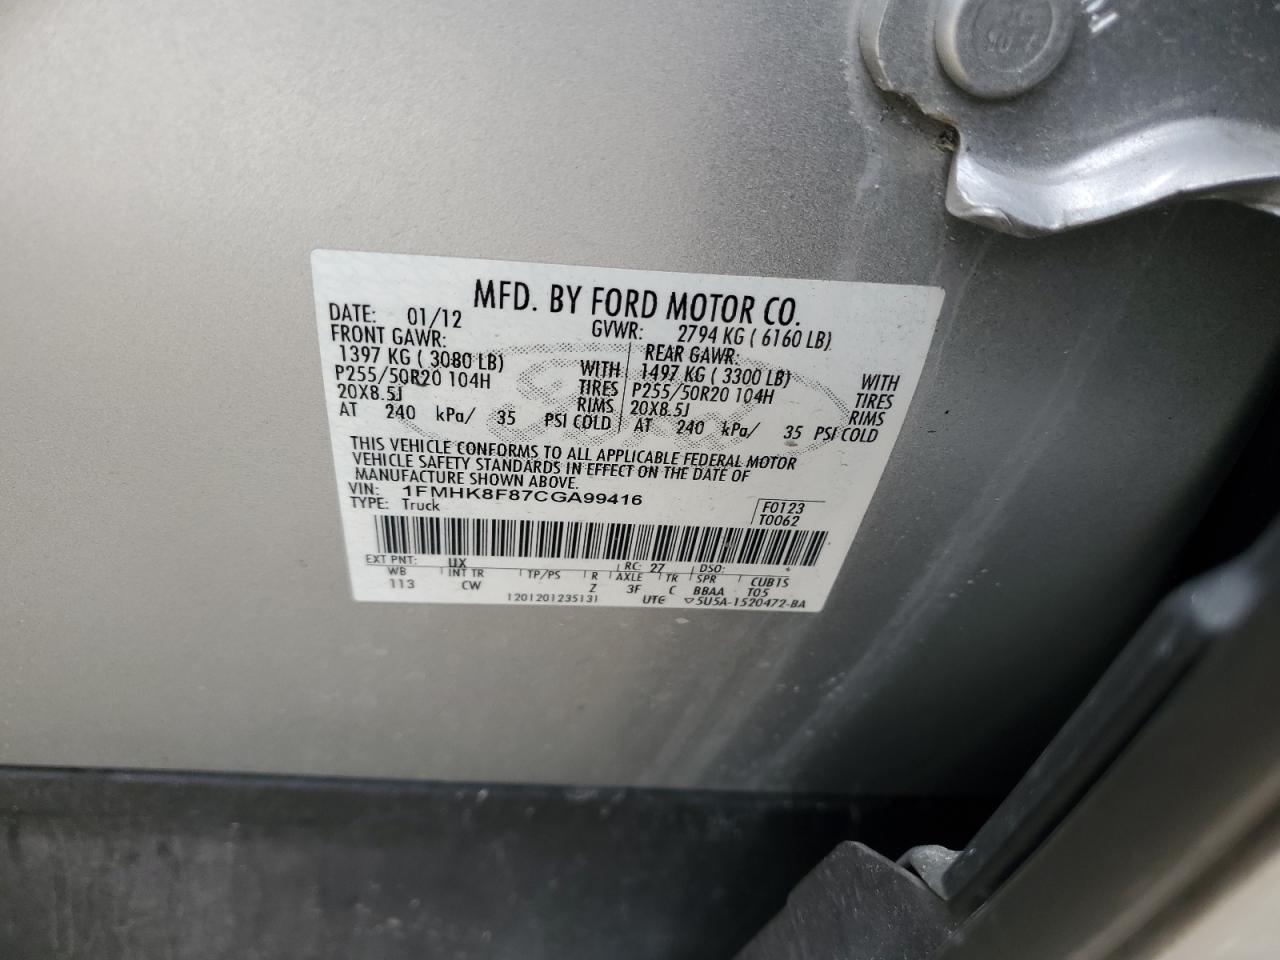 MFD. BY FORD MOTOR CO.
DATE: 01/12 GVWR: 2794 KG ( 6160 LB)
FRONT GAWR: REAR GAWR:
1397 KG ( 3080 LB) WITH 1497 KG ( 3300 LB) WITH
P255/50R20 104H TIRES P255/50R20 104H TIRES
20X8.5J RIMS 20X8.5J RIMS
AT 240 kPa/ 35 PSI COLD AT 240 kPa/ 35 PSI COLD
THIS VEHICLE CONFORMS TO ALL APPLICABLE FEDERAL MOTOR
VEHICLE SAFETY STANDARDS IN EFFECT ON THE DATE OF
MANUFACTURE SHOWN ABOVE.
VIN: 1FMHK8F87CGA99416
TYPE: Truck
F0123
T0062
EXT PNT: UX RC: 27 DSO:
WB INT TR TP/PS R AXLE TR SPR CUB1S
113 CW Z 3F C BBAA T05
1201201235131 UTC ▽5U5A-1520472-BA